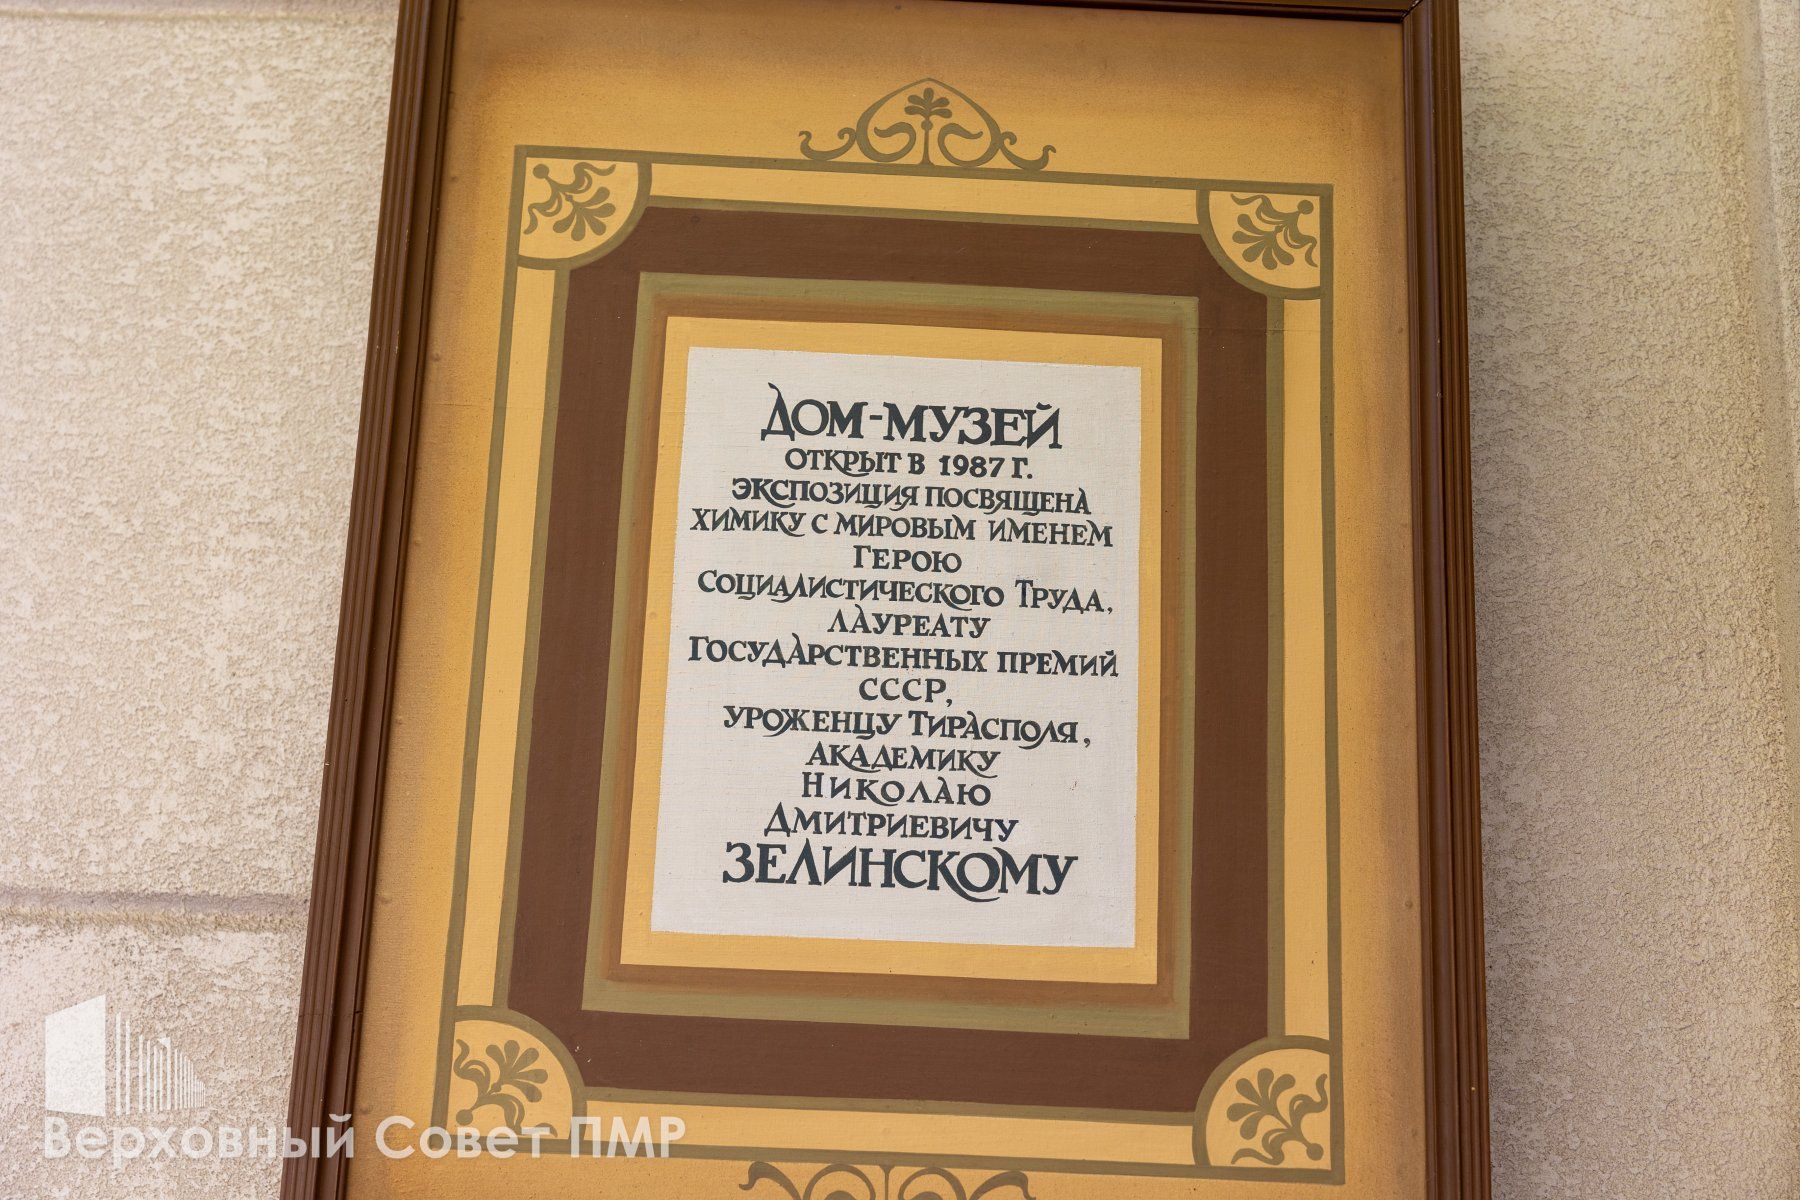 ДОМ-МУЗЕЙ
ОТКРЫТ В 1987 Г.
ЭКСПОЗИЦИЯ ПОСВЯЩЕНА
ХИМИКУ С МИРОВЫМ ИМЕНЕМ
ГЕРОЮ
СОЦИАЛИСТИЧЕСКОГО ТРУДА,
ЛАУРЕАТУ
ГОСУДАРСТВЕННЫХ ПРЕМИЙ
СССР,
УРОЖЕНЦУ ТИРАСПОЛЯ,
АКАДЕМИКУ
НИКОЛАЮ
ДМИТРИЕВИЧУ
ЗЕЛИНСКОМУ
Верховный Совет ПМР